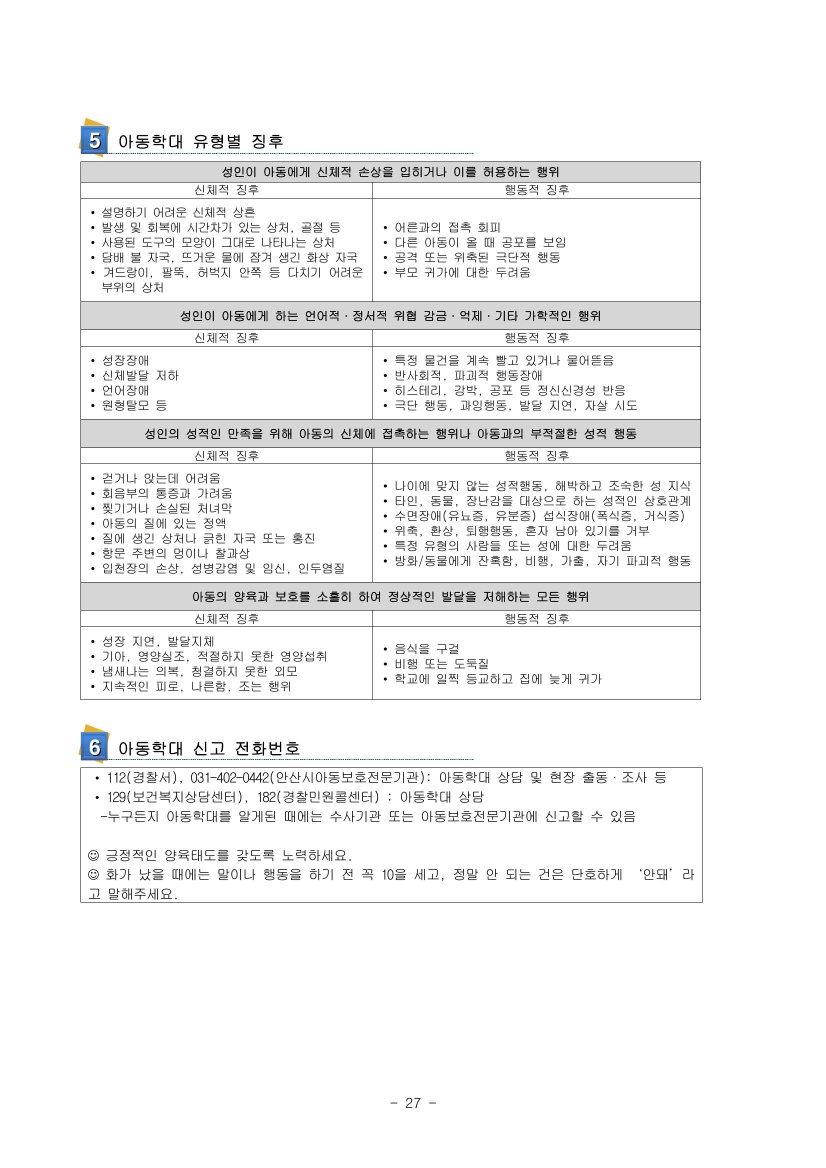 5 아동학대 유형별 징후
성인이 아동에게 신체적 손상을 입히거나 이를 허용하는 행위
신체적 징후 행동적 징후
• 설명하기 어려운 신체적 상흔
• 발생 및 회복에 시간차가 있는 상처, 골절 등
• 사용된 도구의 모양이 그대로 나타나는 상처
• 담배 불 자국, 뜨거운 물에 잠겨 생긴 화상 자국
• 겨드랑이, 팔뚝, 허벅지 안쪽 등 다치기 어려운
부위의 상처
• 어른과의 접촉 회피
• 다른 아동이 울 때 공포를 보임
• 공격 또는 위축된 극단적 행동
• 부모 귀가에 대한 두려움
성인이 아동에게 하는 언어적·정서적 위협 감금·억제·기타 가학적인 행위
신체적 징후 행동적 징후
• 성장장애
• 신체발달 저하
• 언어장애
• 원형탈모 등
• 특정 물건을 계속 빨고 있거나 물어뜯음
• 반사회적, 파괴적 행동장애
• 히스테리, 강박, 공포 등 정신신경성 반응
• 극단 행동, 과잉행동, 발달 지연, 자살 시도
성인의 성적인 만족을 위해 아동의 신체에 접촉하는 행위나 아동과의 부적절한 성적 행동
신체적 징후 행동적 징후
• 걷거나 앉는데 어려움
• 회음부의 통증과 가려움
• 찢기거나 손실된 처녀막
• 아동의 질에 있는 정액
• 질에 생긴 상처나 긁힌 자국 또는 홍진
• 항문 주변의 멍이나 찰과상
• 입천장의 손상, 성병감염 및 임신, 인두염질
• 나이에 맞지 않는 성적행동, 해박하고 조숙한 성 지식
• 타인, 동물, 장난감을 대상으로 하는 성적인 상호관계
• 수면장애(유뇨증, 유분증) 섭식장애(폭식증, 거식증)
• 위축, 환상, 퇴행행동, 혼자 남아 있기를 거부
• 특정 유형의 사람들 또는 성에 대한 두려움
• 방화/동물에게 잔혹함, 비행, 가출, 자기 파괴적 행동
아동의 양육과 보호를 소홀히 하여 정상적인 발달을 저해하는 모든 행위
신체적 징후 행동적 징후
• 성장 지연, 발달지체
• 기아, 영양실조, 적절하지 못한 영양섭취
• 냄새나는 의복, 청결하지 못한 외모
• 지속적인 피로, 나른함, 조는 행위
• 음식을 구걸
• 비행 또는 도둑질
• 학교에 일찍 등교하고 집에 늦게 귀가
6 아동학대 신고 전화번호
• 112(경찰서), 031-402-0442(안산시아동보호전문기관): 아동학대 상담 및 현장 출동·조사 등
• 129(보건복지상담센터), 182(경찰민원콜센터) : 아동학대 상담
-누구든지 아동학대를 알게된 때에는 수사기관 또는 아동보호전문기관에 신고할 수 있음
☺ 긍정적인 양육태도를 갖도록 노력하세요.
☺ 화가 났을 때에는 말이나 행동을 하기 전 꼭 10을 세고, 정말 안 되는 건은 단호하게 ‘안돼’라
고 말해주세요.
- 27 -